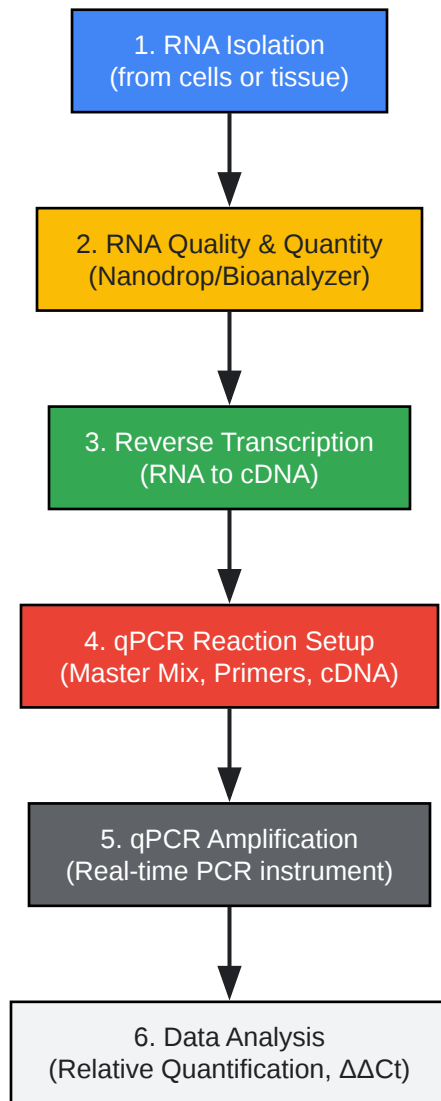 1. RNA Isolation
(from cells or tissue)
2. RNA Quality & Quantity
(Nanodrop/Bioanalyzer)
3. Reverse Transcription
(RNA to cDNA)
4. qPCR Reaction Setup
(Master Mix, Primers, cDNA)
5. qPCR Amplification
(Real-time PCR instrument)
6. Data Analysis
(Relative Quantification, ΔΔCt)